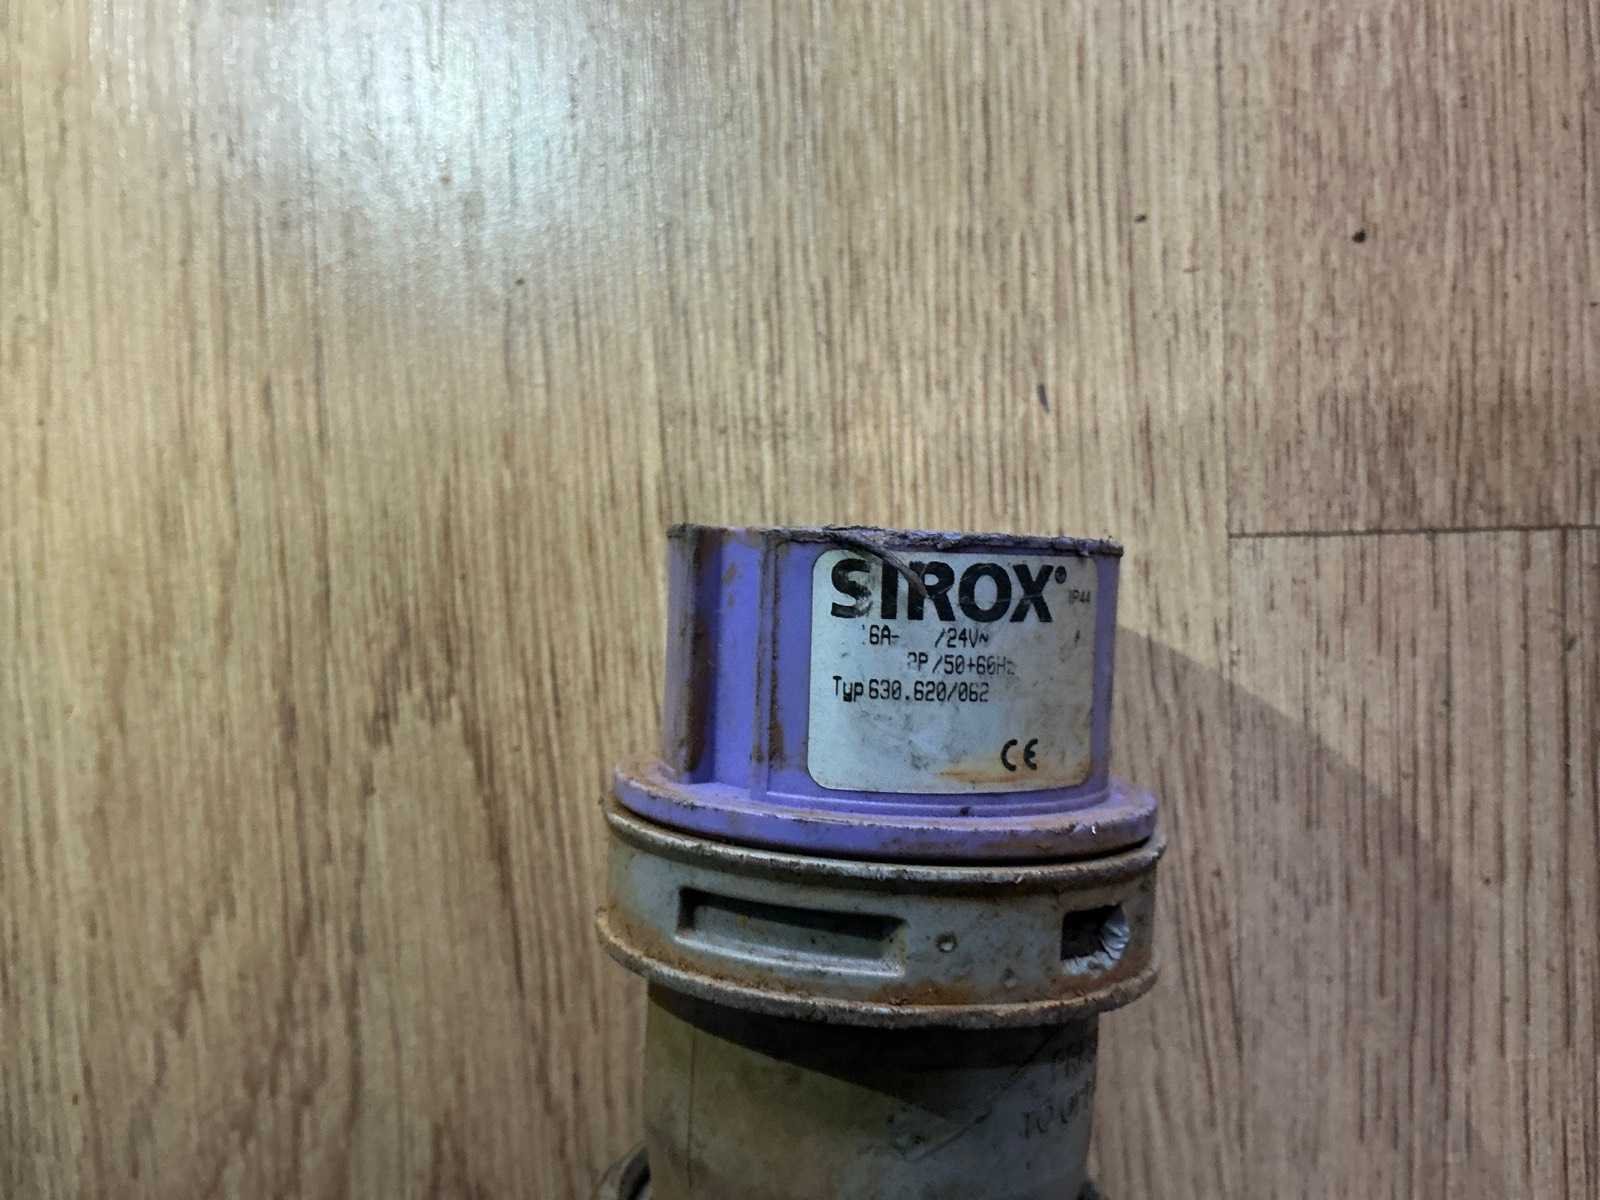 SIROX®
IP44
6A~ /24V~
2P/50+60Hz
Typ 630.620/062
CE